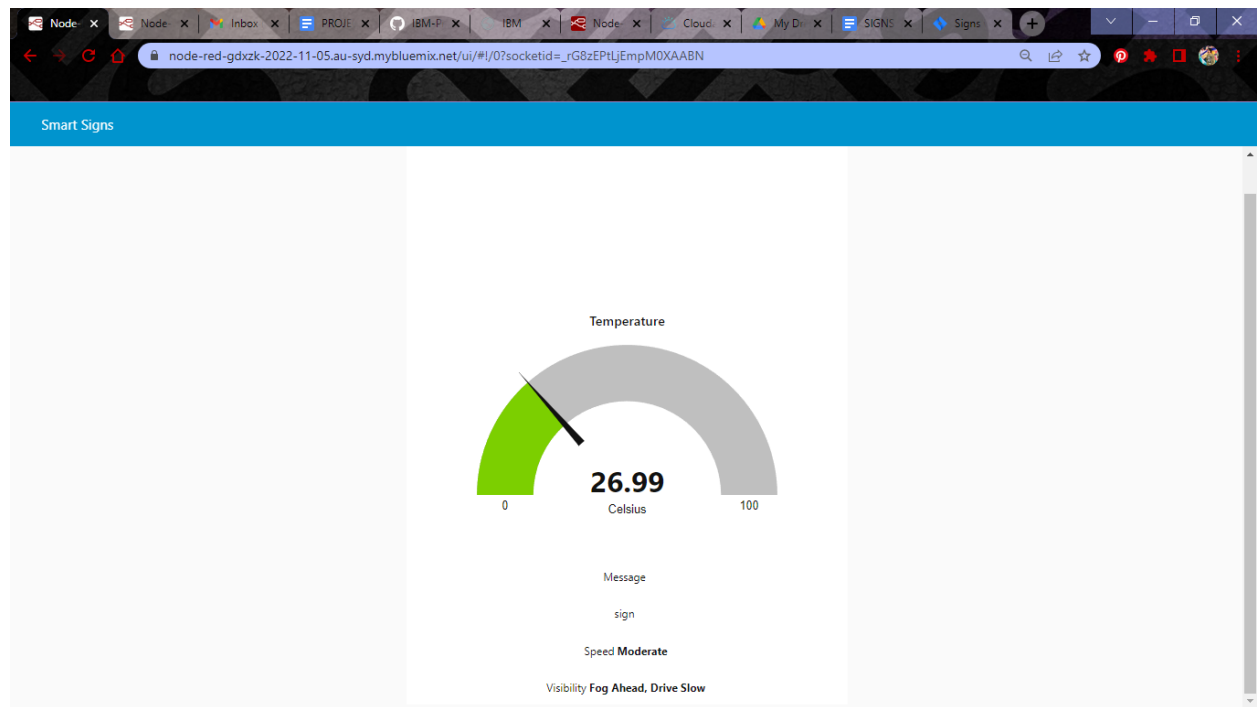 Node- Node- Inbox PROJE IBM-P IBM Node- Cloud My Dr SIGNS Signs
node-red-gdxzk-2022-11-05.au-syd.mybluemix.net/ui/#!/0?socketid=_rG8zEPtLjEmpM0XAABN
Smart Signs
Temperature
26.99
0 Celsius 100
Message
sign
Speed Moderate
Visibility Fog Ahead, Drive Slow